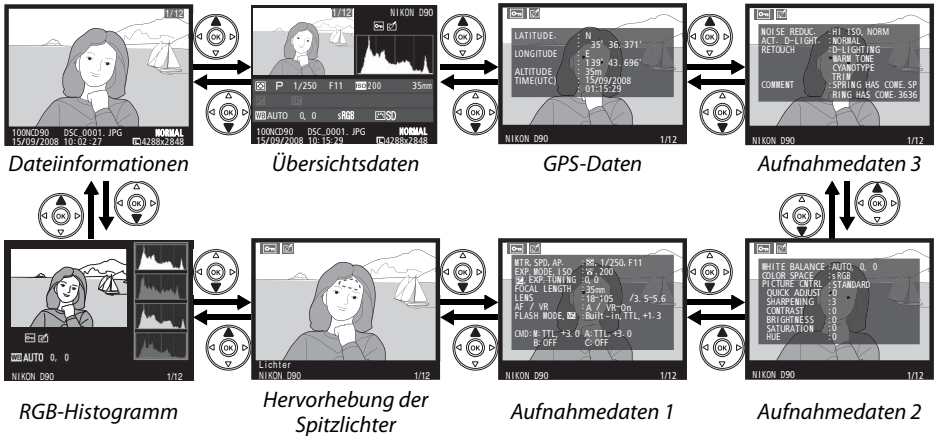 1/12
100NCD90 DSC_0001. JPG NORMAL
15/09/2008 10:02:27 4288x2848
Dateiinformationen
1/12 NIKON D90
P 1/250 F11 ISO 200 35mm
WB AUTO 0, 0 sRGB SD
100NCD90 DSC_0001. JPG NORMAL
15/09/2008 10:15:29 4288x2848
Übersichtsdaten
LATITUDE : N
: 35° 36. 371'
LONGITUDE : E
: 139° 43. 696'
ALTITUDE : 35m
TIME(UTC) : 15/09/2008
: 01:15:29
NIKON D90 1/12
GPS-Daten
NOISE REDUC. : HI ISO, NORM
ACT. D-LIGHT. : NORMAL
RETOUCH : D-LIGHTING
WARM TONE
CYANOTYPE
TRIM
COMMENT : SPRING HAS COME. SP
RING HAS COME. 3636
NIKON D90 1/12
Aufnahmedaten 3
OK
WB AUTO 0, 0
NIKON D90 1/12
RGB-Histogramm
Lichter
NIKON D90 1/12
Hervorhebung der
Spitzlichter
MTR, SPD, AP. : 1/250, F11
EXP. MODE, ISO : 200
EXP. TUNING : 0, 0
FOCAL LENGTH : 35mm
LENS : 18-105 /3. 5-5.6
AF / VR : A / VR-On
FLASH MODE, : Built-in, TTL, +1. 3
CMD: M: TTL, +3. 0 A: TTL, +3. 0
B: OFF C: OFF
NIKON D90 1/12
Aufnahmedaten 1
WHITE BALANCE : AUTO, 0, 0
COLOR SPACE : sRGB
PICTURE CNTRL : STANDARD
QUICK ADJUST : 0
SHARPENING : 3
CONTRAST : 0
BRIGHTNESS : 0
SATURATION : 0
HUE : 0
NIKON D90 1/12
Aufnahmedaten 2